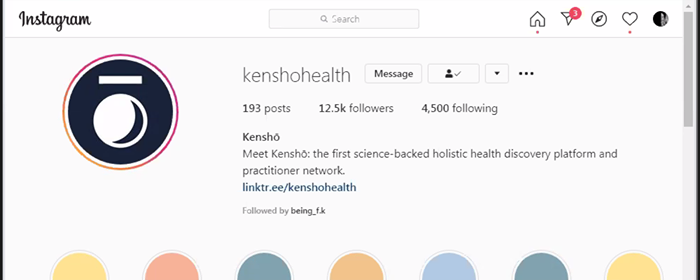 Instagram
Search
3
kenshohealth
Message
193 posts 12.5k followers 4,500 following
Kenshō
Meet Kenshō: the first science-backed holistic health discovery platform and
practitioner network.
linktr.ee/kenshohealth
Followed by being_f.k